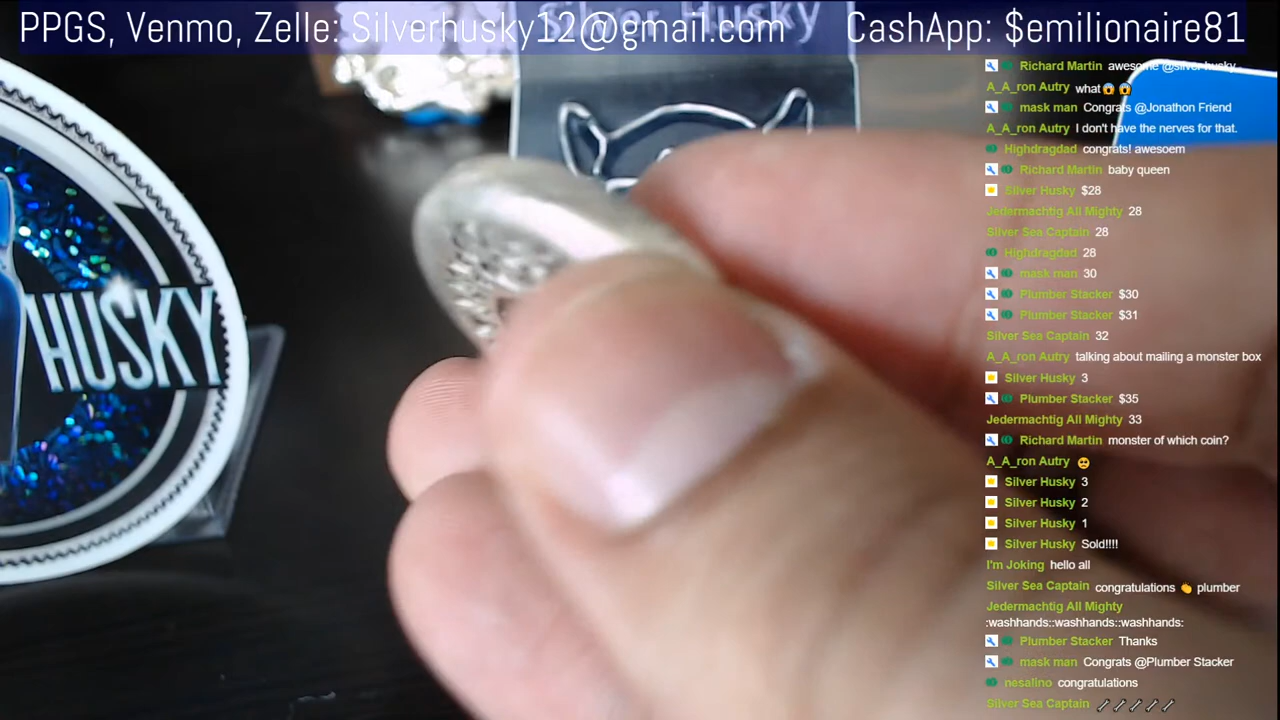 PPGS, Venmo, Zelle: Silverhusky12@gmail.com CashApp: $emilionaire81
Silver Husky
HUSKY
Richard Martin awesome @silver husky
A_A_ron Autry what😱😱
mask man Congrats @Jonathon Friend
A_A_ron Autry I don't have the nerves for that.
Highdragdad congrats! awesoem
Richard Martin baby queen
Silver Husky $28
Jedermachtig All Mighty 28
Silver Sea Captain 28
Highdragdad 28
mask man 30
Plumber Stacker $30
Plumber Stacker $31
Silver Sea Captain 32
A_A_ron Autry talking about mailing a monster box
Silver Husky 3
Plumber Stacker $35
Jedermachtig All Mighty 33
Richard Martin monster of which coin?
A_A_ron Autry
Silver Husky 3
Silver Husky 2
Silver Husky 1
Silver Husky Sold!!!!
I'm Joking hello all
Silver Sea Captain congratulations 👏 plumber
Jedermachtig All Mighty
:washhands::washhands::washhands:
Plumber Stacker Thanks
mask man Congrats @Plumber Stacker
nesalino congratulations
Silver Sea Captain